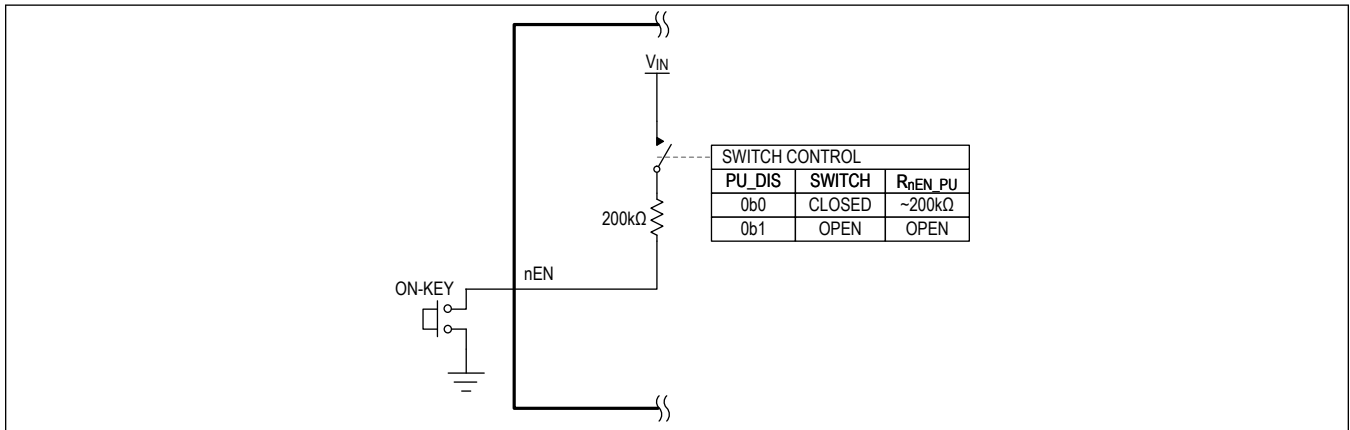 VIN
SWITCH CONTROL
PU_DIS SWITCH RnEN_PU
0b0 CLOSED ~200kΩ
0b1 OPEN OPEN
200kΩ
nEN
ON-KEY